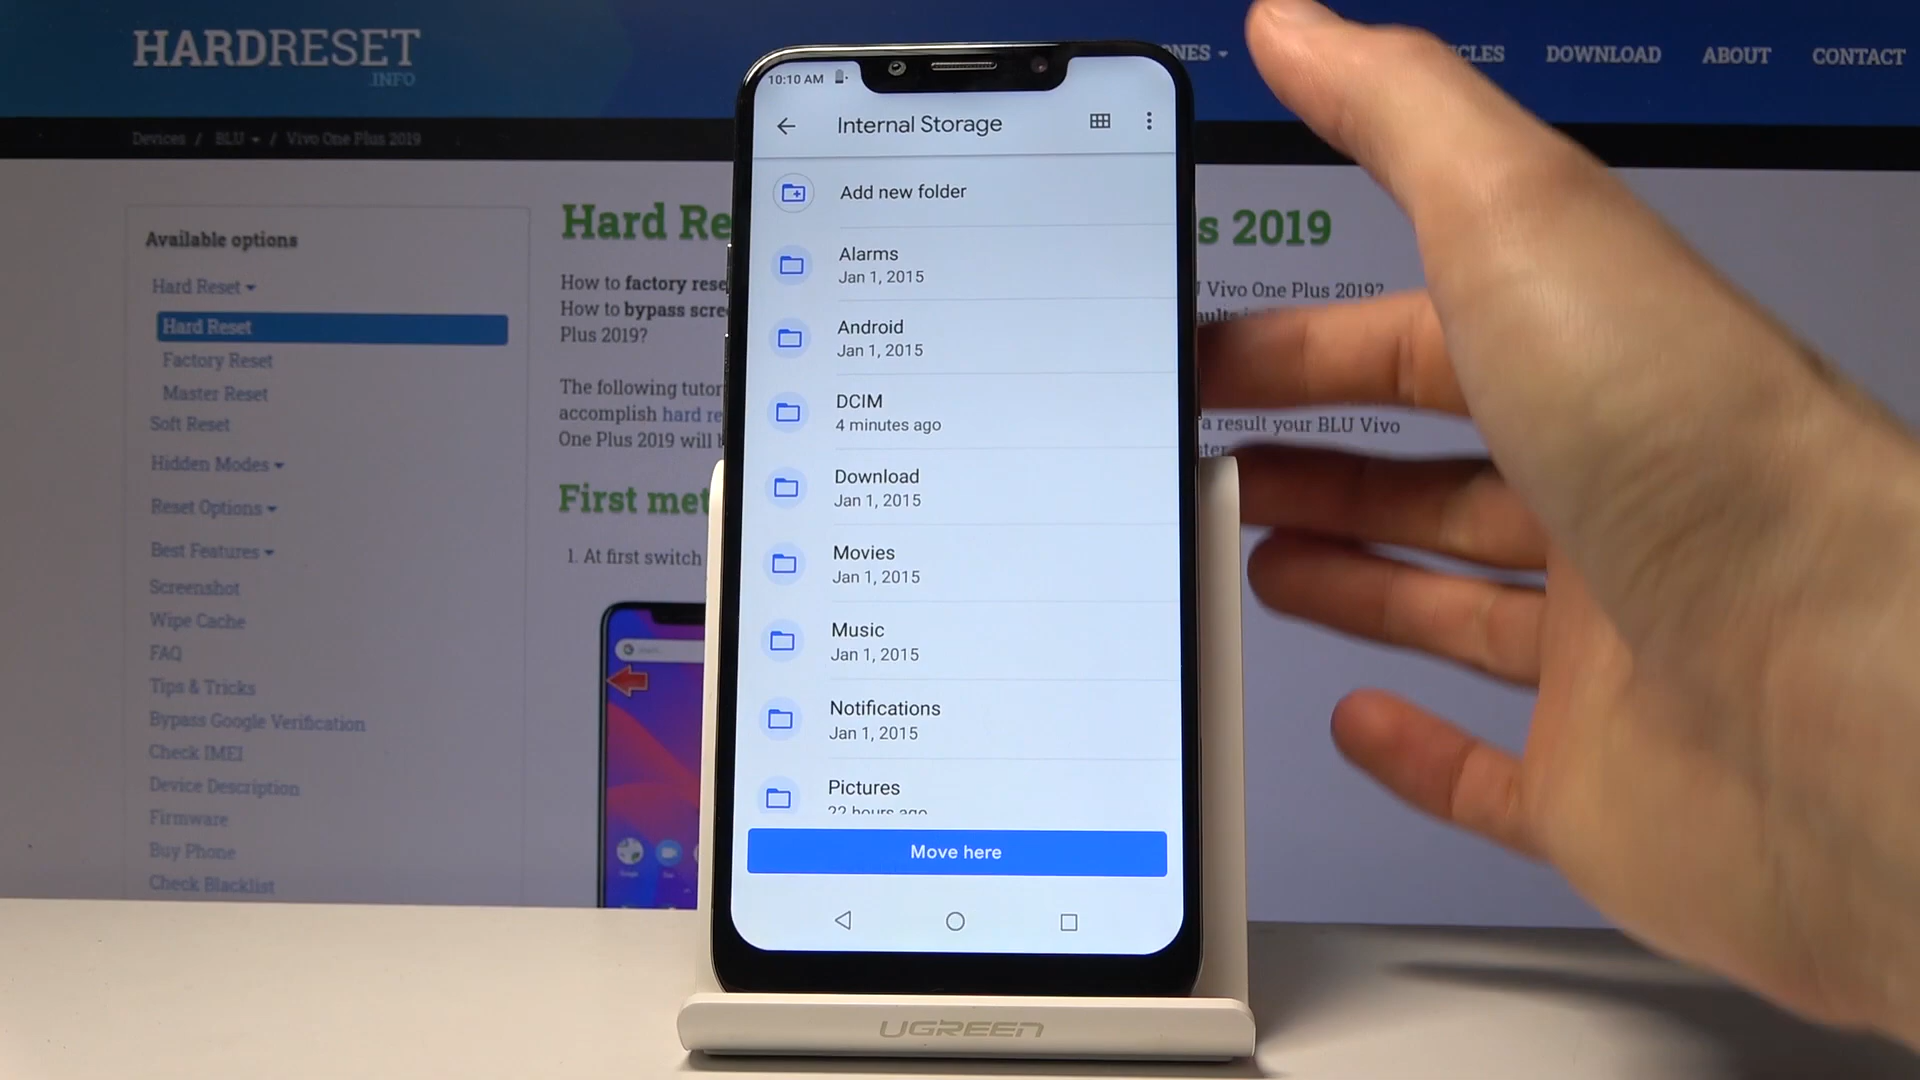 HARDRESET
.INFO
NES
CLES
DOWNLOAD
ABOUT
CONTACT
Devices / BLU / Vivo One Plus 2019
Available options
Hard Reset
Hard Reset
Factory Reset
Master Reset
Soft Reset
Hidden Modes
Reset Options
Best Features
Screenshot
Wipe Cache
FAQ
Tips & Tricks
Bypass Google Verification
Check IMEI
Device Description
Firmware
Buy Phone
Check Blacklist
Hard Re
s 2019
How to factory rese
Vivo One Plus 2019?
How to bypass scre
Plus 2019?
The following tutor
accomplish hard re
a result your BLU Vivo
One Plus 2019 will
First met
1. At first switch
10:10 AM
Internal Storage
Add new folder
Alarms
Jan 1, 2015
Android
Jan 1, 2015
DCIM
4 minutes ago
Download
Jan 1, 2015
Movies
Jan 1, 2015
Music
Jan 1, 2015
Notifications
Jan 1, 2015
Pictures
22 hours ago
Move here
UGREEN